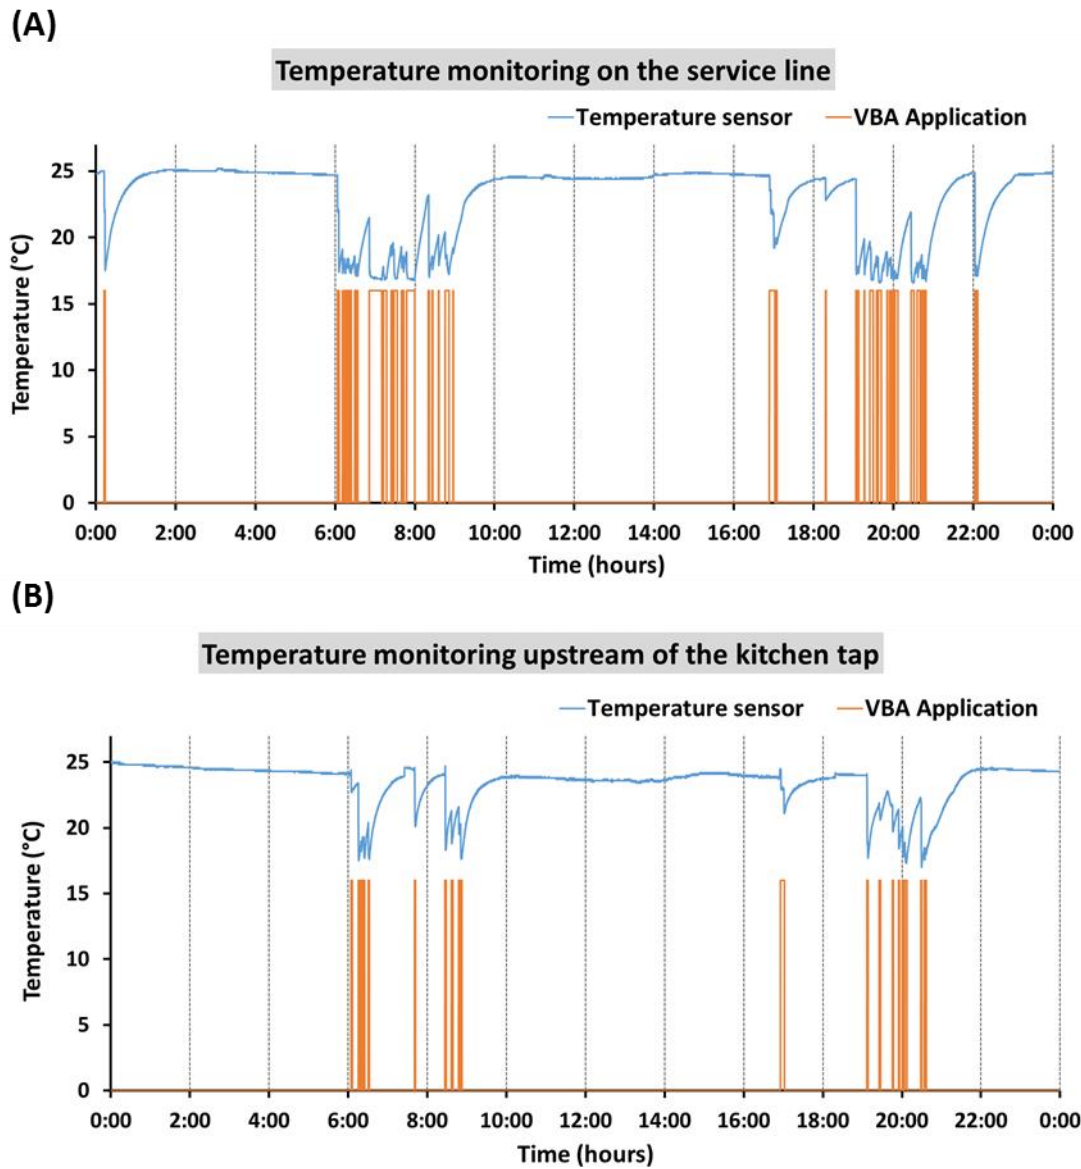 (A)
Temperature monitoring on the service line
Temperature sensor VBA Application
25
20
15
10
5
0
Temperature (°C)
0:00 2:00 4:00 6:00 8:00 10:00 12:00 14:00 16:00 18:00 20:00 22:00 0:00
Time (hours)
(B)
Temperature monitoring upstream of the kitchen tap
Temperature sensor VBA Application
25
20
15
10
5
0
Temperature (°C)
0:00 2:00 4:00 6:00 8:00 10:00 12:00 14:00 16:00 18:00 20:00 22:00 0:00
Time (hours)